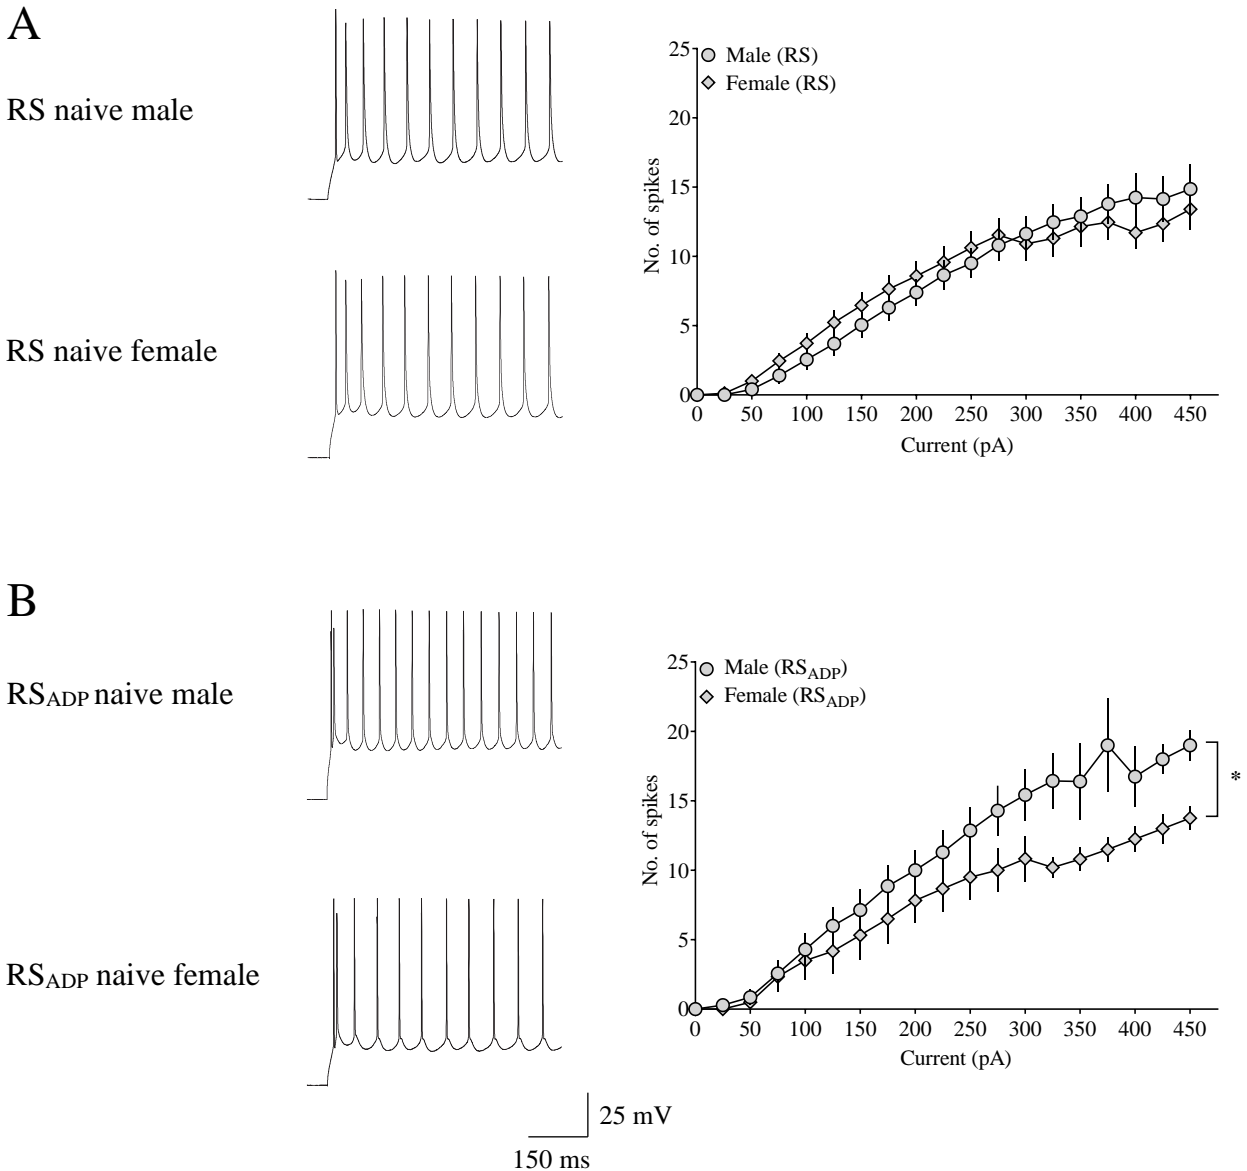 A
RS naive male
RS naive female
25
20
15
10
5
0
No. of spikes
Male (RS)
Female (RS)
0 50 100 150 200 250 300 350 400 450
Current (pA)
B
RSADP naive male
RSADP naive female
25
20
15
10
5
0
No. of spikes
Male (RSADP)
Female (RSADP)
*
0 50 100 150 200 250 300 350 400 450
Current (pA)
25 mV
150 ms